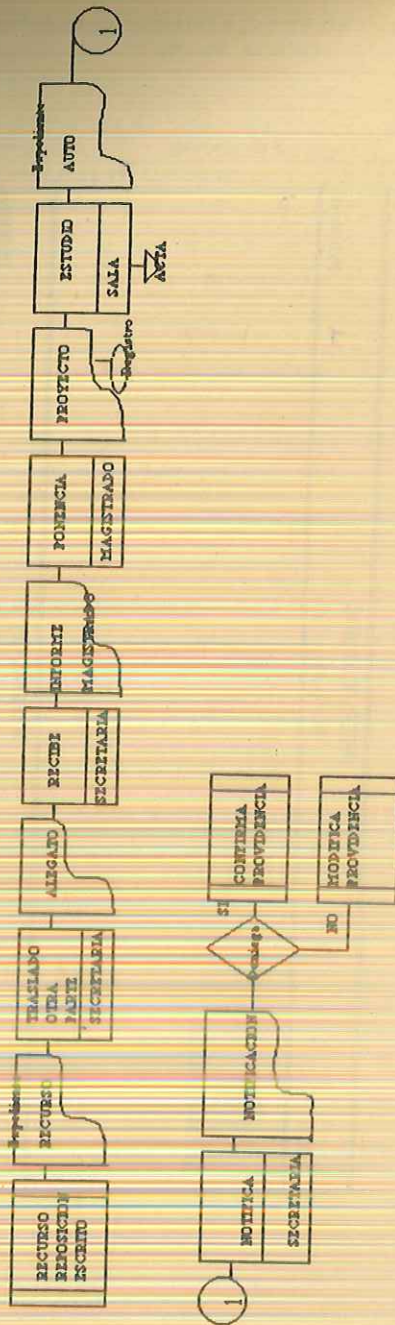 RECURSO
REPOSICION
ESCRITO
Expediente
RECURSO
TRASLADO
OTRA
PARTE
SECRETARIA
ALEGATO
RECIBE
SECRETARIA
INFORME
MAGISTRADO
PONENCIA
MAGISTRADO
PROYECTO
Registro
ESTUDIO
SALA
ACTA
Expediente
AUTO
1
1
NOTIFICA
SECRETARIA
NOTIFICACION
Deniega
SI
CONFIRMA
PROVIDENCIA
NO
MODIFICA
PROVIDENCIA